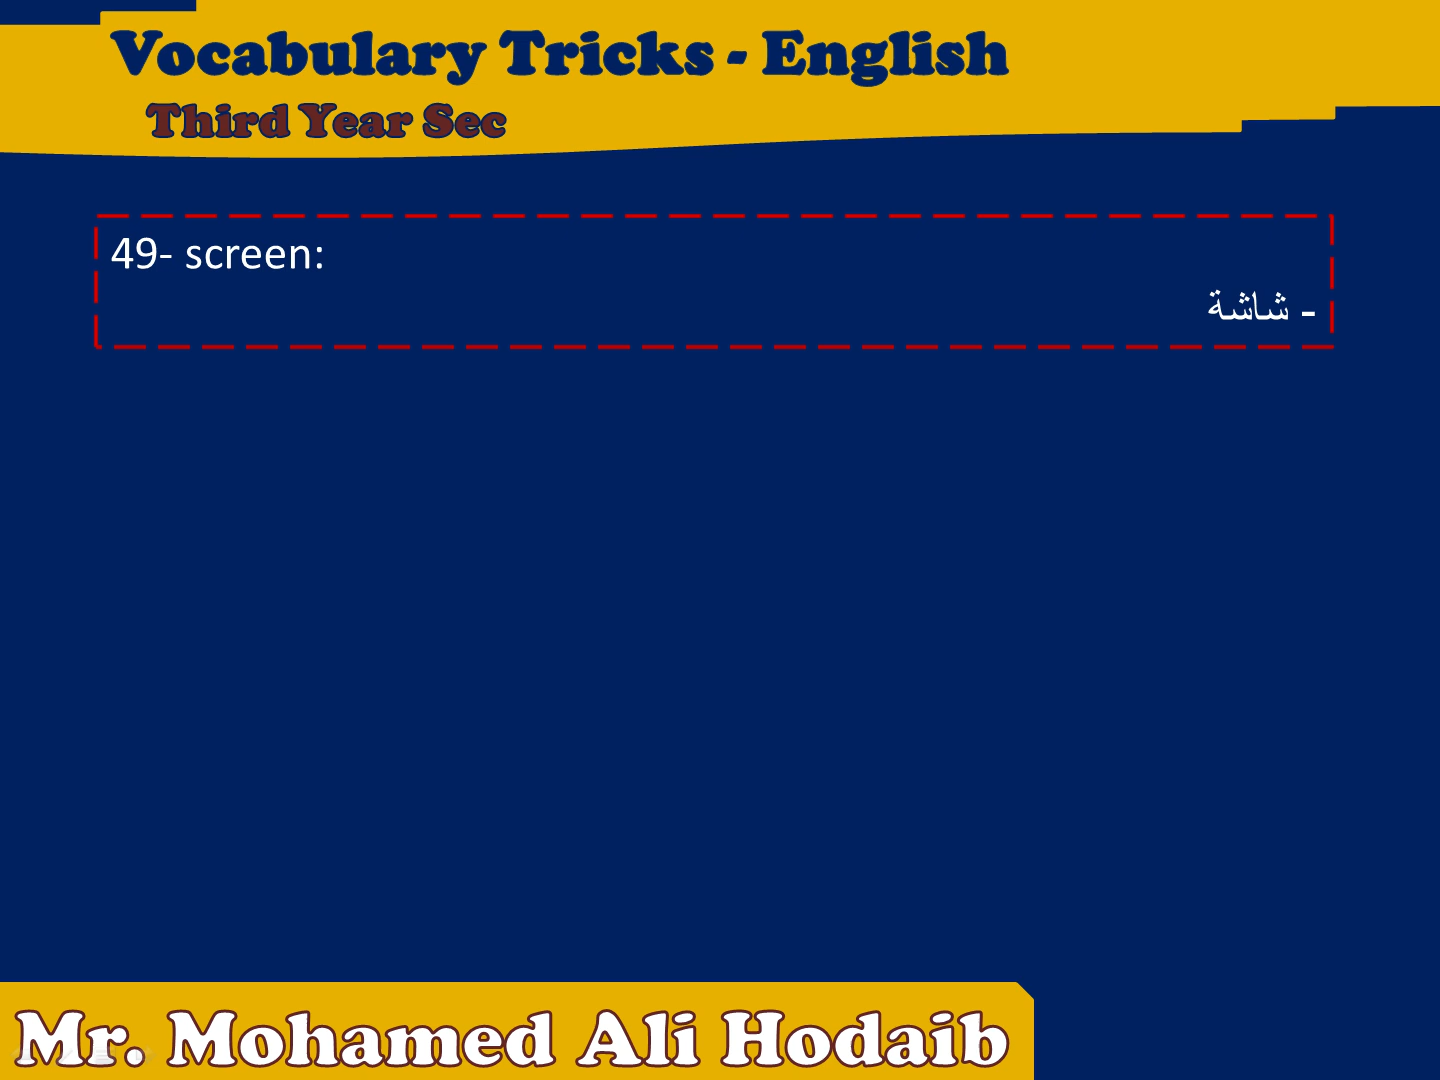 Vocabulary Tricks - English
Third Year Sec
49- screen:
- شاشة
Mr. Mohamed Ali Hodaib